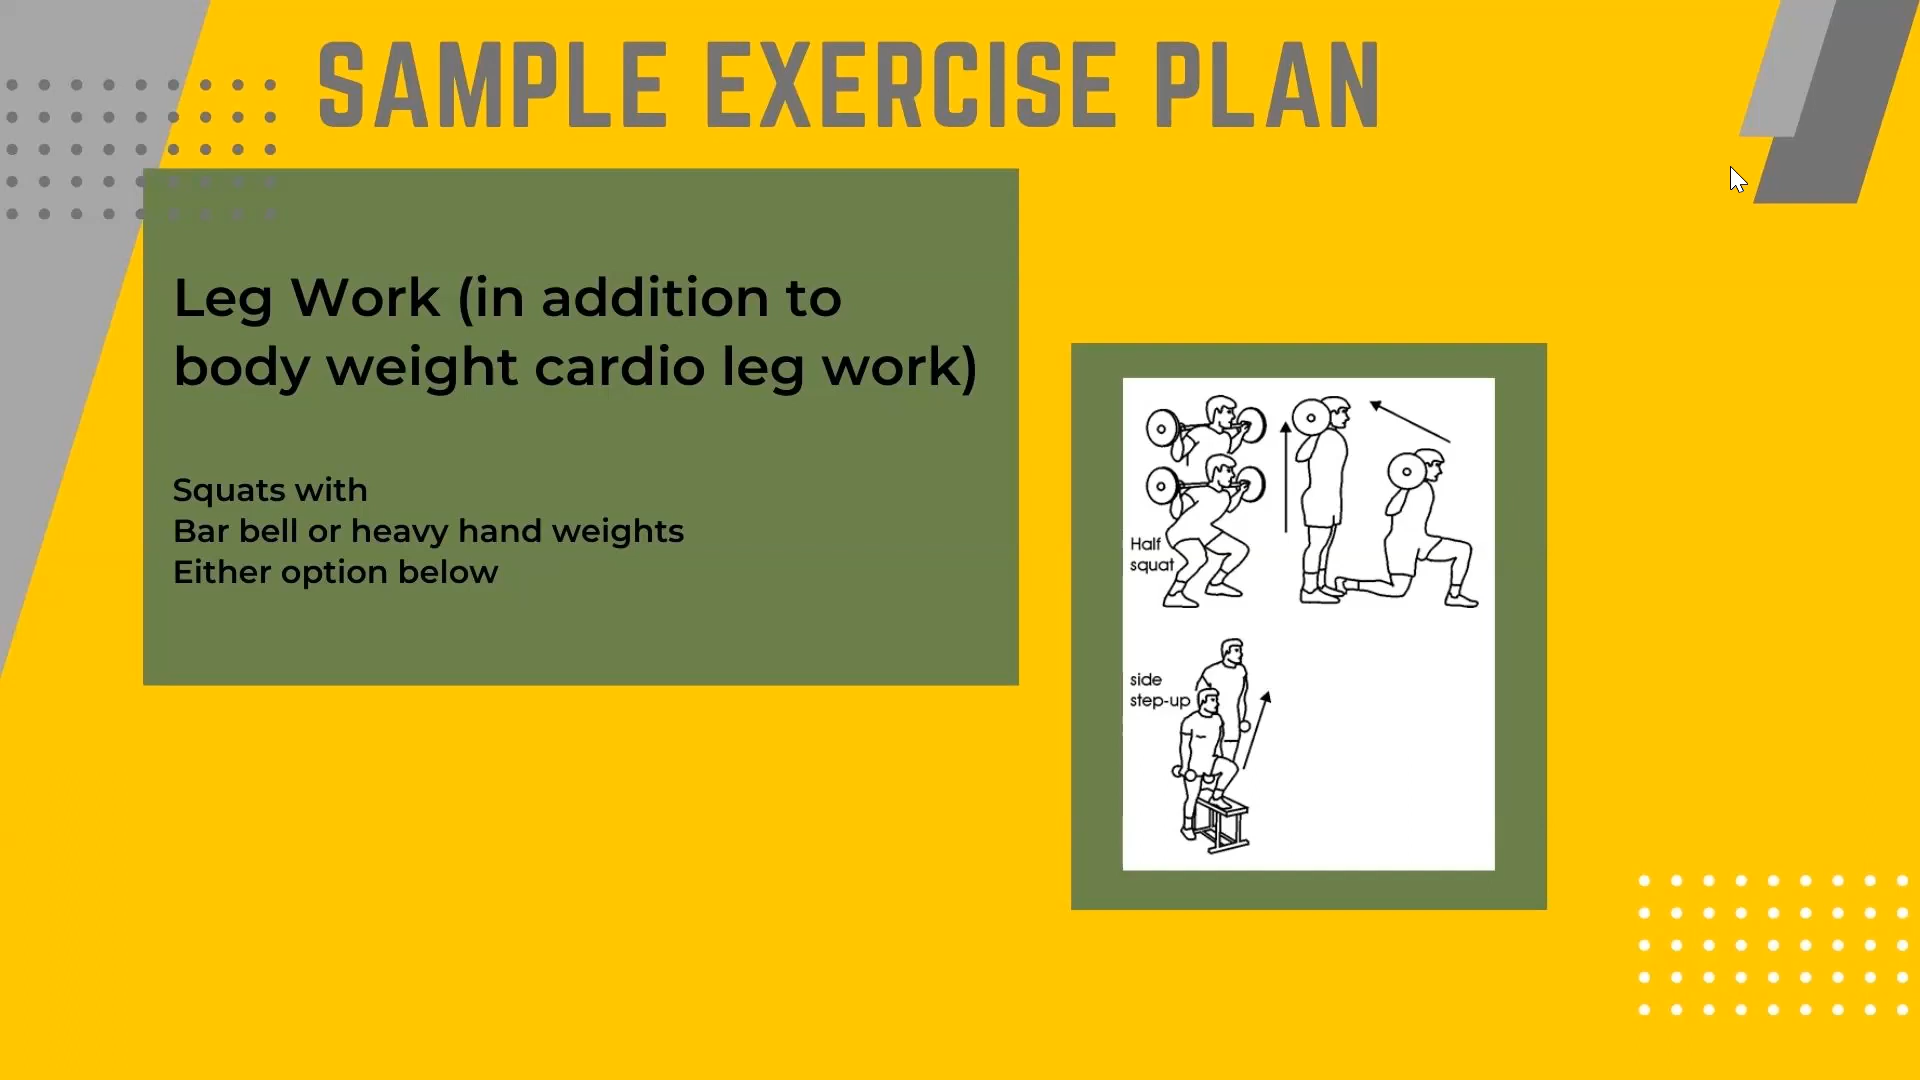 SAMPLE EXERCISE PLAN
Leg Work (in addition to
body weight cardio leg work)
Squats with
Bar bell or heavy hand weights
Either option below
Half
squat
side
step-up